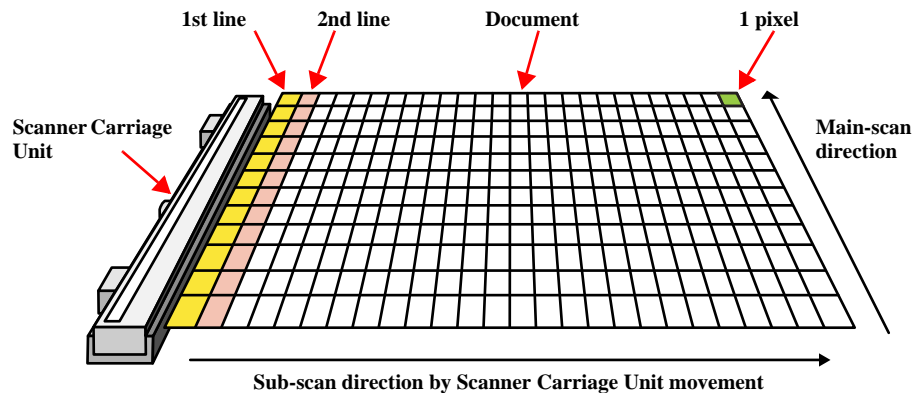 1st line
2nd line
Document
1 pixel
Scanner Carriage
Unit
Main-scan
direction
Sub-scan direction by Scanner Carriage Unit movement